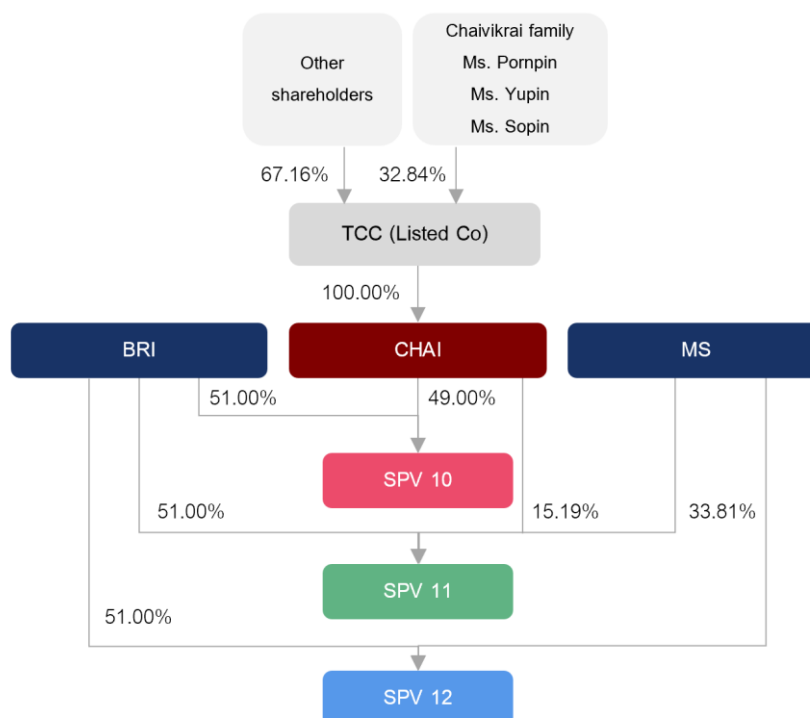 Chaivikrai family
Ms. Pornpin
Ms. Yupin
Ms. Sopin
Other
shareholders
67.16%
32.84%
TCC (Listed Co)
100.00%
BRI
CHAI
MS
51.00%
49.00%
SPV 10
51.00%
15.19%
33.81%
SPV 11
51.00%
SPV 12